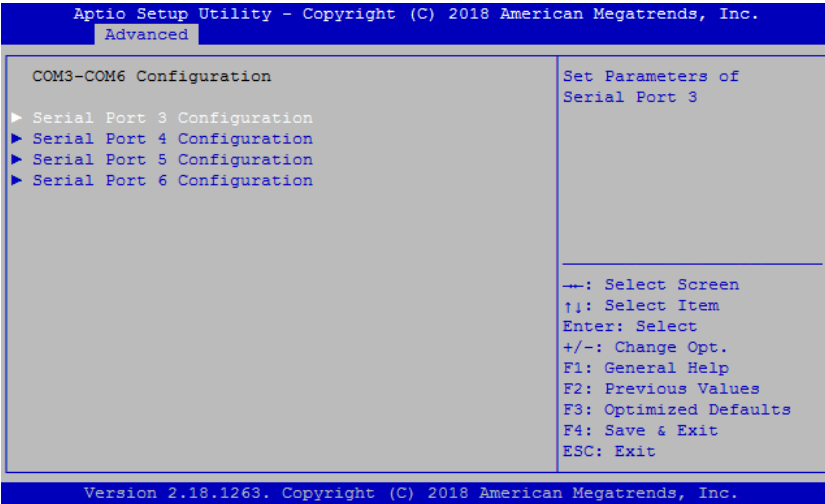 Aptio Setup Utility - Copyright (C) 2018 American Megatrends, Inc.
Advanced
COM3-COM6 Configuration
► Serial Port 3 Configuration
► Serial Port 4 Configuration
► Serial Port 5 Configuration
► Serial Port 6 Configuration
Set Parameters of
Serial Port 3
→←: Select Screen
↑↓: Select Item
Enter: Select
+/-: Change Opt.
F1: General Help
F2: Previous Values
F3: Optimized Defaults
F4: Save & Exit
ESC: Exit
Version 2.18.1263. Copyright (C) 2018 American Megatrends, Inc.